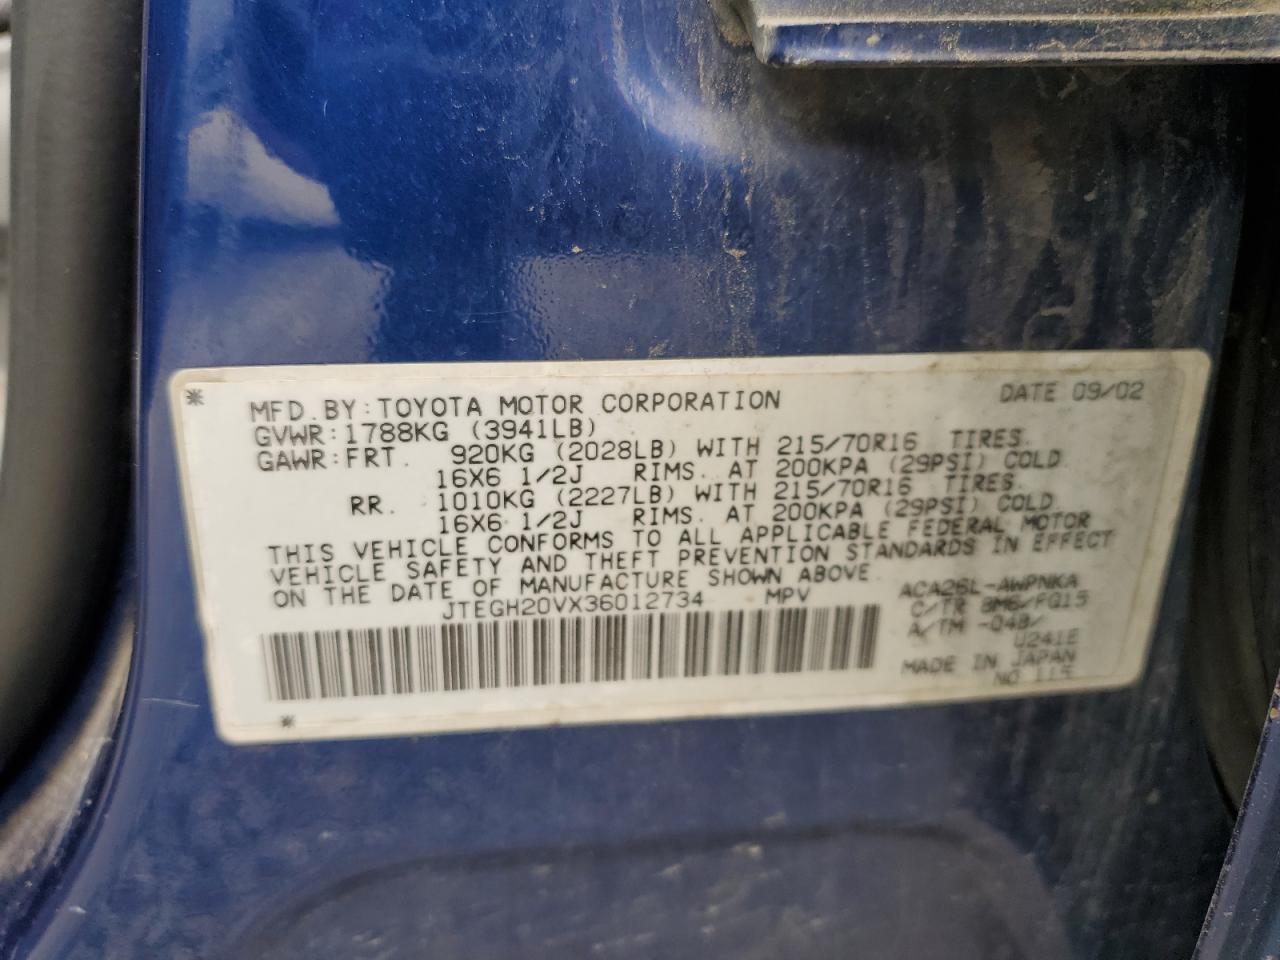 * DATE 09/02
MFD. BY: TOYOTA MOTOR CORPORATION
GVWR: 1788KG (3941LB)
GAWR: FRT. 920KG (2028LB) WITH 215/70R16 TIRES.
16X6 1/2J RIMS. AT 200KPA (29PSI) COLD
RR. 1010KG (2227LB) WITH 215/70R16 TIRES.
16X6 1/2J RIMS. AT 200KPA (29PSI) COLD
THIS VEHICLE CONFORMS TO ALL APPLICABLE FEDERAL MOTOR
VEHICLE SAFETY AND THEFT PREVENTION STANDARDS IN EFFECT
ON THE DATE OF MANUFACTURE SHOWN ABOVE.
JTEGH20VX36012734 MPV
ACA26L-AWPNKA
C/TR 8M6/FQ15
A/TM -04B/
U241E
MADE IN JAPAN
NO. 115
*